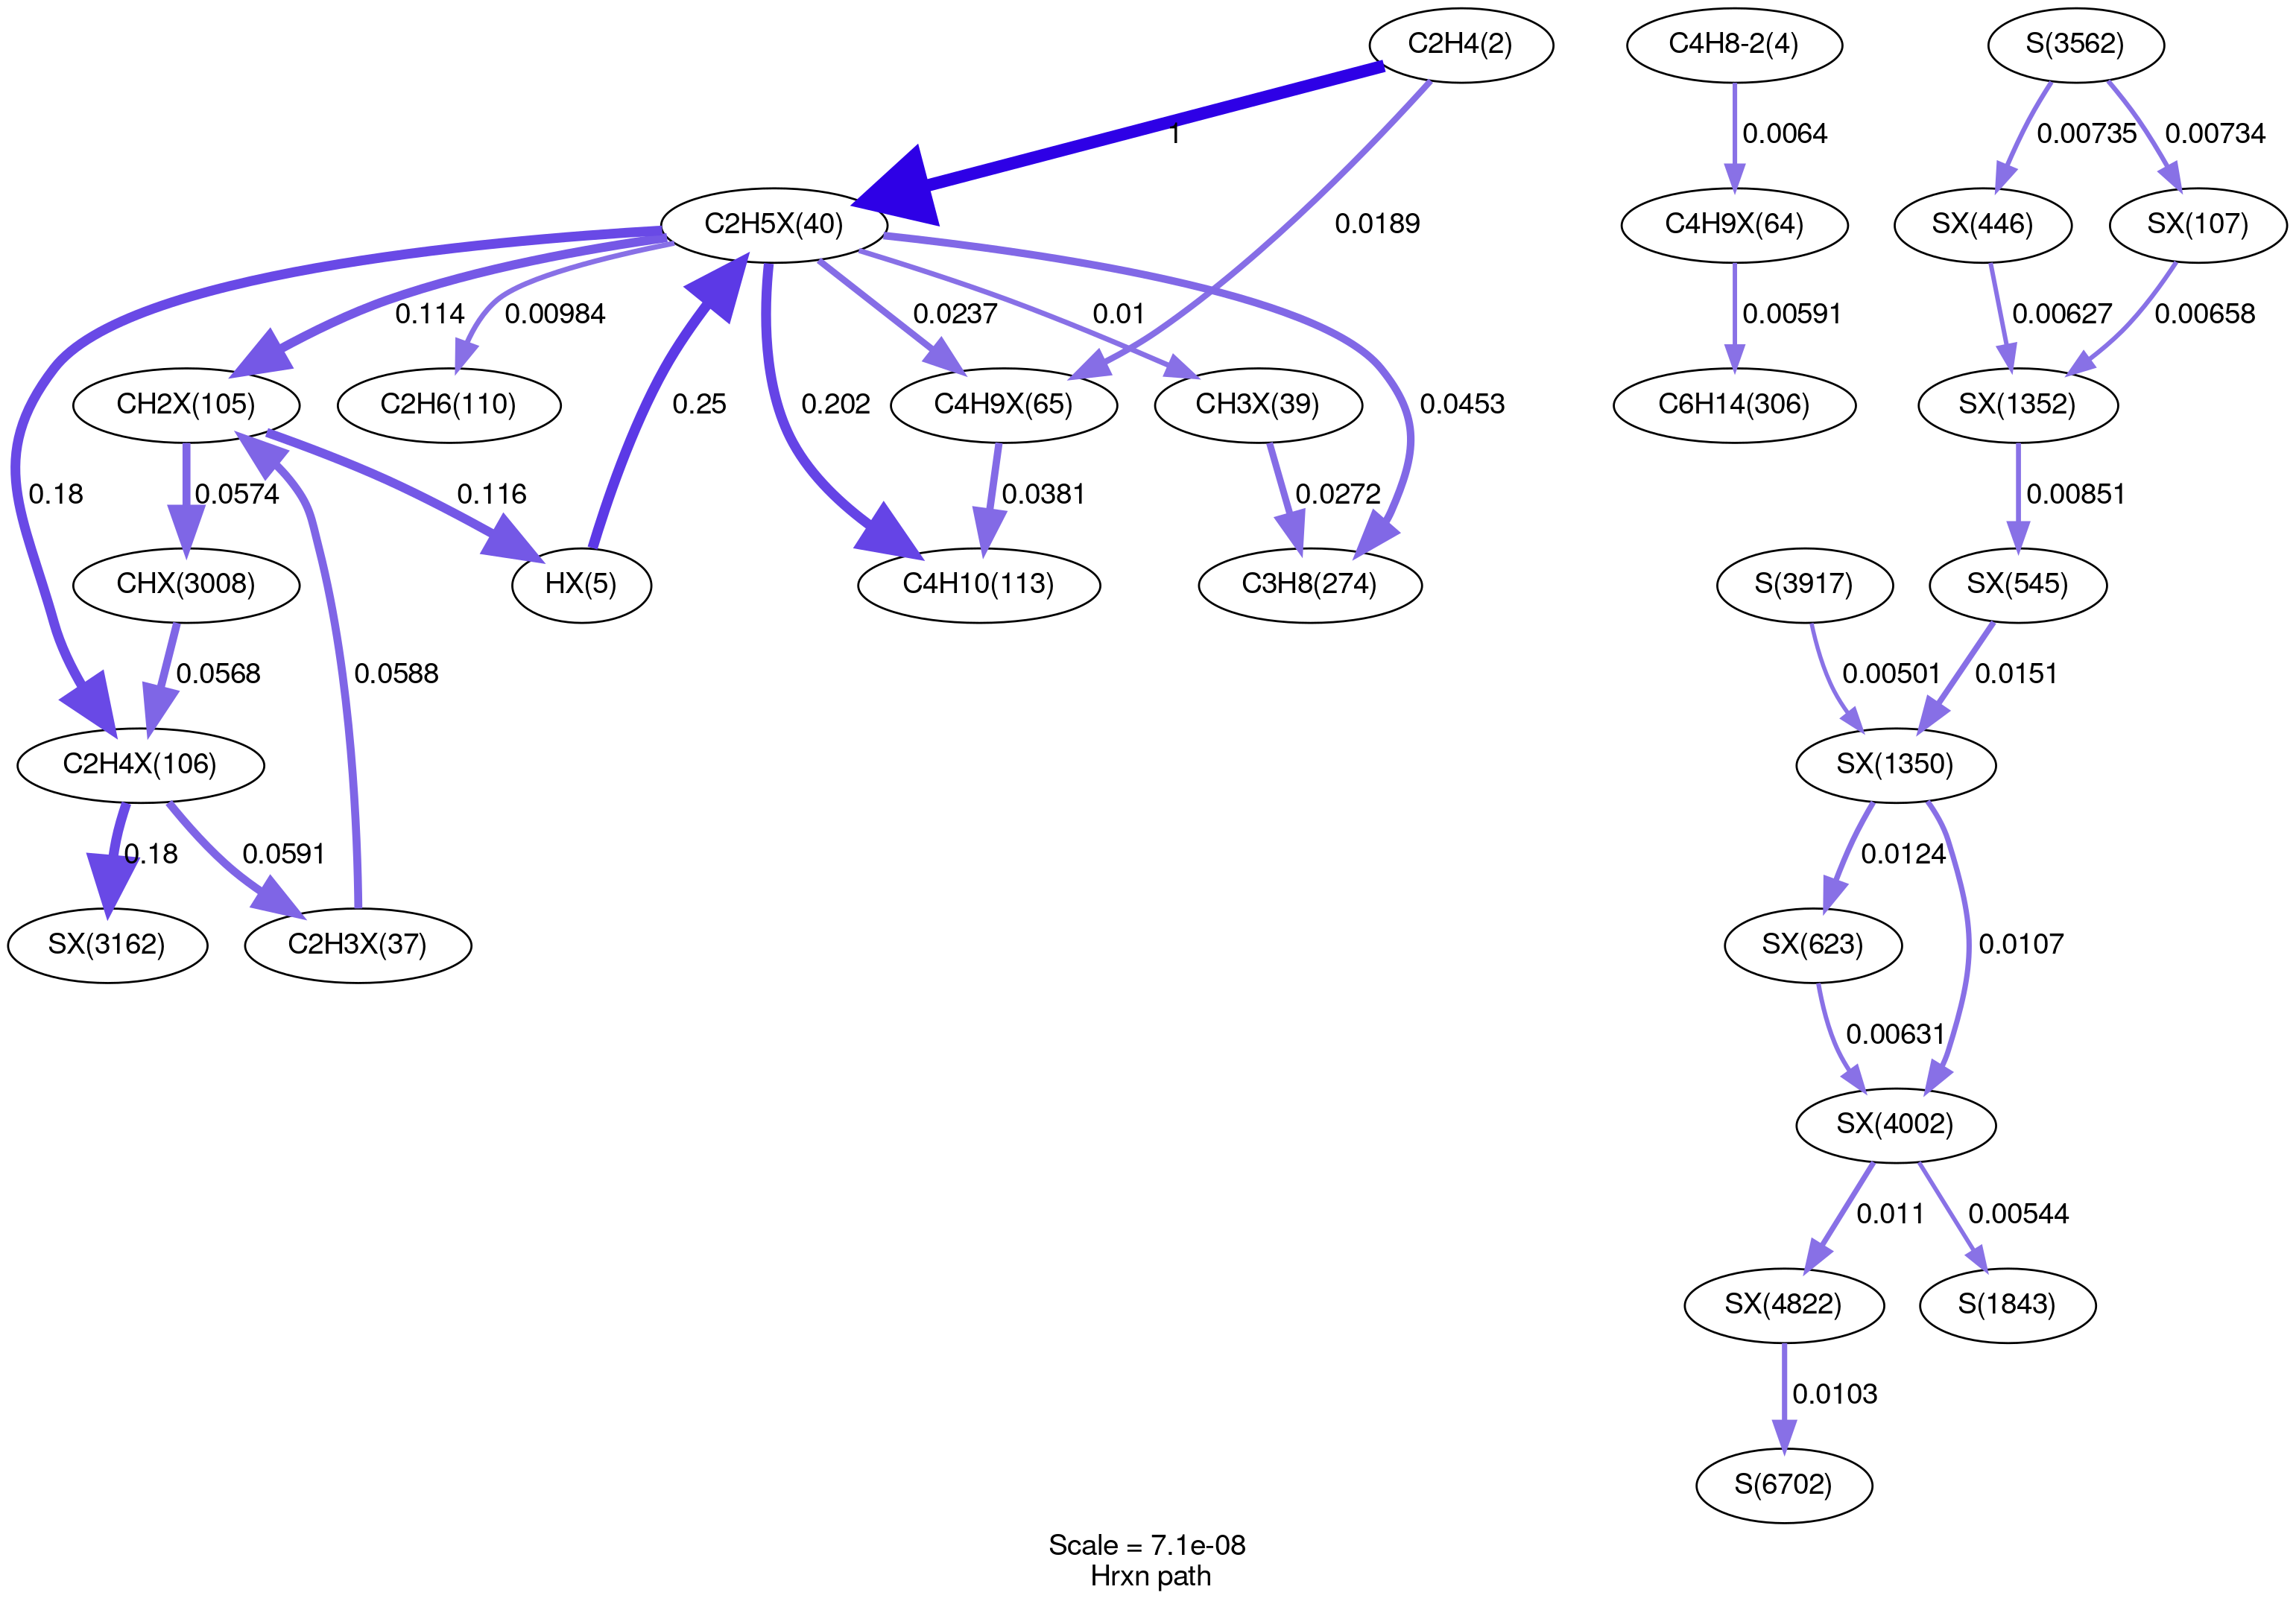 C2H4(2)
C4H8-2(4)
S(3562)
1
0.0064
0.00735
0.00734
C2H5X(40)
0.0189
C4H9X(64)
SX(446)
SX(107)
0.114
0.00984
0.0237
0.01
0.00591
0.00627
0.00658
CH2X(105)
C2H6(110)
0.25
0.202
C4H9X(65)
CH3X(39)
0.0453
C6H14(306)
SX(1352)
0.18
0.0574
0.116
0.0381
0.0272
0.00851
CHX(3008)
HX(5)
C4H10(113)
C3H8(274)
S(3917)
SX(545)
0.0568
0.0588
0.00501
0.0151
C2H4X(106)
SX(1350)
0.18
0.0591
0.0124
SX(3162)
C2H3X(37)
SX(623)
0.0107
0.00631
SX(4002)
0.011
0.00544
SX(4822)
S(1843)
0.0103
S(6702)
Scale = 7.1e-08
Hrxn path